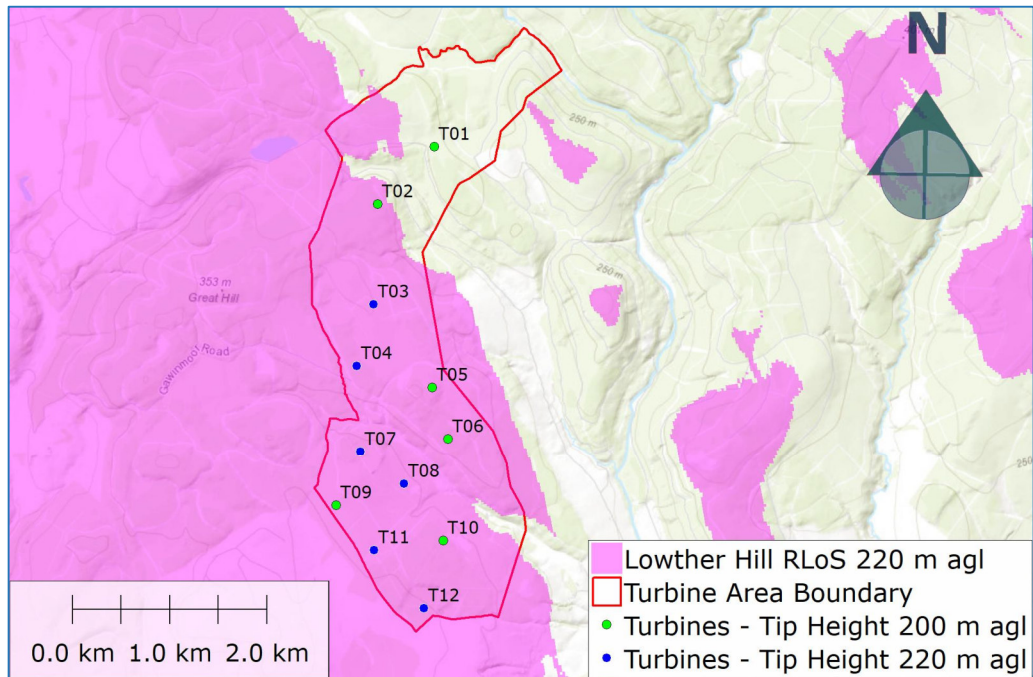 N
250 m
T01
T02
250 m
353 m
Great Hill
T03
Gawinmoor Road
T04
T05
T06
T07
T08
250 m
T09
T10
T11
T12
Lowther Hill RLoS 220 m agl
Turbine Area Boundary
Turbines - Tip Height 200 m agl
Turbines - Tip Height 220 m agl
0.0 km 1.0 km 2.0 km